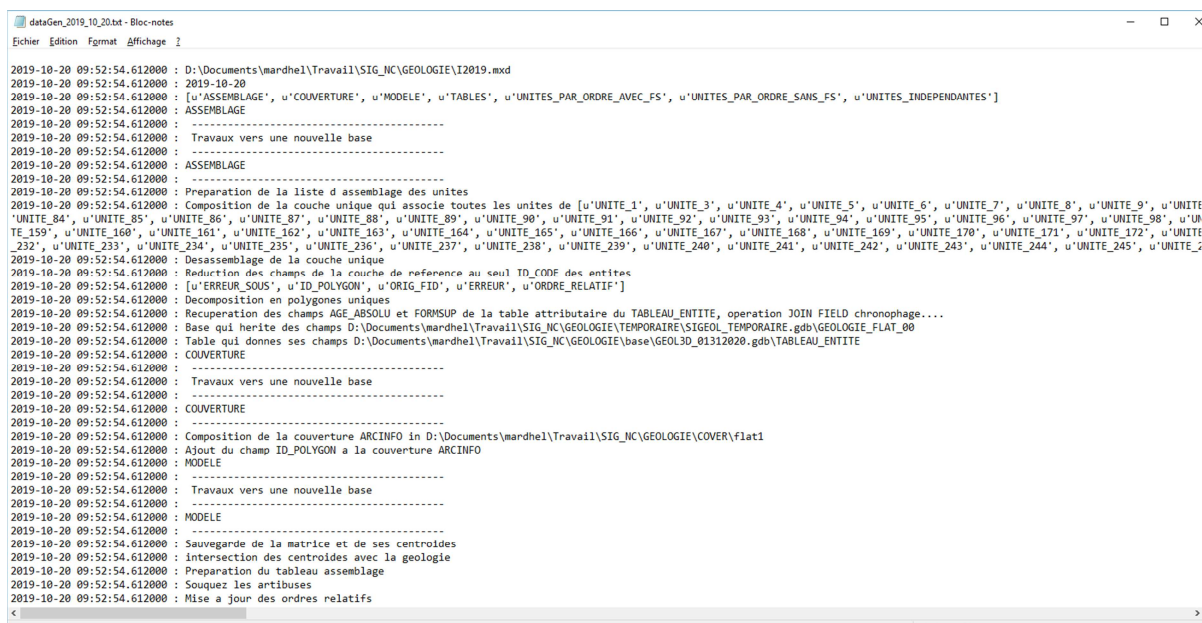 dataGen_2019_10_20.txt - Bloc-notes
Fichier Edition Format Affichage ?
2019-10-20 09:52:54.612000 : D:\Documents\mardhel\Travail\SIG_NC\GEOLOGIE\I2019.mxd
2019-10-20 09:52:54.612000 : 2019-10-20
2019-10-20 09:52:54.612000 : [u'ASSEMBLAGE', u'COUVERTURE', u'MODELE', u'TABLES', u'UNITES_PAR_ORDRE_AVEC_FS', u'UNITES_PAR_ORDRE_SANS_FS', u'UNITES_INDEPENDANTES']
2019-10-20 09:52:54.612000 : ASSEMBLAGE
2019-10-20 09:52:54.612000 : ------------------------------------------
2019-10-20 09:52:54.612000 : Travaux vers une nouvelle base
2019-10-20 09:52:54.612000 : ------------------------------------------
2019-10-20 09:52:54.612000 : ASSEMBLAGE
2019-10-20 09:52:54.612000 : ------------------------------------------
2019-10-20 09:52:54.612000 : Preparation de la liste d assemblage des unites
2019-10-20 09:52:54.612000 : Composition de la couche unique qui associe toutes les unites de [u'UNITE_1', u'UNITE_3', u'UNITE_4', u'UNITE_5', u'UNITE_6', u'UNITE_7', u'UNITE_8', u'UNITE_9', u'UNITE
'UNITE_84', u'UNITE_85', u'UNITE_86', u'UNITE_87', u'UNITE_88', u'UNITE_89', u'UNITE_90', u'UNITE_91', u'UNITE_92', u'UNITE_93', u'UNITE_94', u'UNITE_95', u'UNITE_96', u'UNITE_97', u'UNITE_98', u'UN
TE_159', u'UNITE_160', u'UNITE_161', u'UNITE_162', u'UNITE_163', u'UNITE_164', u'UNITE_165', u'UNITE_166', u'UNITE_167', u'UNITE_168', u'UNITE_169', u'UNITE_170', u'UNITE_171', u'UNITE_172', u'UNITE
_232', u'UNITE_233', u'UNITE_234', u'UNITE_235', u'UNITE_236', u'UNITE_237', u'UNITE_238', u'UNITE_239', u'UNITE_240', u'UNITE_241', u'UNITE_242', u'UNITE_243', u'UNITE_244', u'UNITE_245', u'UNITE_2
2019-10-20 09:52:54.612000 : Desassemblage de la couche unique
2019-10-20 09:52:54.612000 : Reduction des champs de la couche de reference au seul ID_CODE des entites
2019-10-20 09:52:54.612000 : [u'ERREUR_SOUS', u'ID_POLYGON', u'ORIG_FID', u'ERREUR', u'ORDRE_RELATIF']
2019-10-20 09:52:54.612000 : Decomposition en polygones uniques
2019-10-20 09:52:54.612000 : Recuperation des champs AGE_ABSOLU et FORMSUP de la table attributaire du TABLEAU_ENTITE, operation JOIN FIELD chronophage....
2019-10-20 09:52:54.612000 : Base qui herite des champs D:\Documents\mardhel\Travail\SIG_NC\GEOLOGIE\TEMPORAIRE\SIGEOL_TEMPORAIRE.gdb\GEOLOGIE_FLAT_00
2019-10-20 09:52:54.612000 : Table qui donnes ses champs D:\Documents\mardhel\Travail\SIG_NC\GEOLOGIE\base\GEOL3D_01312020.gdb\TABLEAU_ENTITE
2019-10-20 09:52:54.612000 : COUVERTURE
2019-10-20 09:52:54.612000 : ------------------------------------------
2019-10-20 09:52:54.612000 : Travaux vers une nouvelle base
2019-10-20 09:52:54.612000 : ------------------------------------------
2019-10-20 09:52:54.612000 : COUVERTURE
2019-10-20 09:52:54.612000 : ------------------------------------------
2019-10-20 09:52:54.612000 : Composition de la couverture ARCINFO in D:\Documents\mardhel\Travail\SIG_NC\GEOLOGIE\COVER\flat1
2019-10-20 09:52:54.612000 : Ajout du champ ID_POLYGON a la couverture ARCINFO
2019-10-20 09:52:54.612000 : MODELE
2019-10-20 09:52:54.612000 : ------------------------------------------
2019-10-20 09:52:54.612000 : Travaux vers une nouvelle base
2019-10-20 09:52:54.612000 : ------------------------------------------
2019-10-20 09:52:54.612000 : MODELE
2019-10-20 09:52:54.612000 : ------------------------------------------
2019-10-20 09:52:54.612000 : Sauvegarde de la matrice et de ses centroides
2019-10-20 09:52:54.612000 : intersection des centroides avec la geologie
2019-10-20 09:52:54.612000 : Preparation du tableau assemblage
2019-10-20 09:52:54.612000 : Souquez les artibuses
2019-10-20 09:52:54.612000 : Mise a jour des ordres relatifs